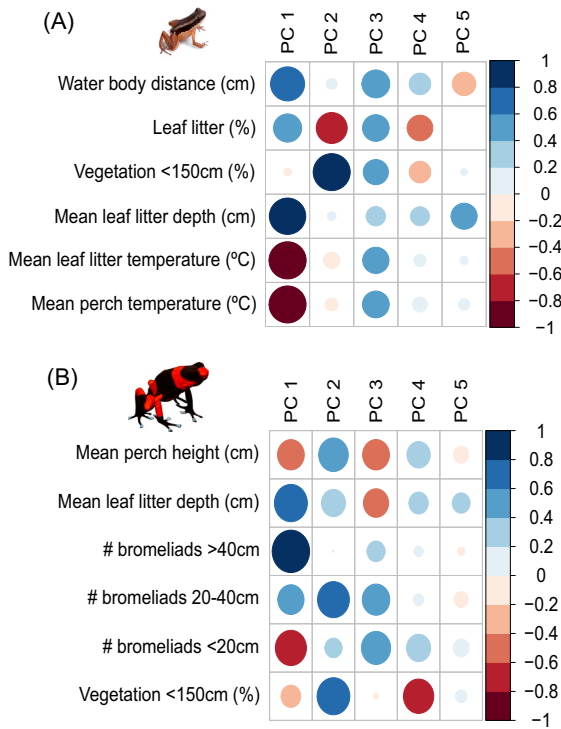 (A)
PC 1 PC 2 PC 3 PC 4 PC 5
Water body distance (cm)
Leaf litter (%)
Vegetation <150cm (%)
Mean leaf litter depth (cm)
Mean leaf litter temperature (ºC)
Mean perch temperature (ºC)
1
0.8
0.6
0.4
0.2
0
−0.2
−0.4
−0.6
−0.8
−1
(B)
PC 1 PC 2 PC 3 PC 4 PC 5
Mean perch height (cm)
Mean leaf litter depth (cm)
# bromeliads >40cm
# bromeliads 20-40cm
# bromeliads <20cm
Vegetation <150cm (%)
1
0.8
0.6
0.4
0.2
0
−0.2
−0.4
−0.6
−0.8
−1